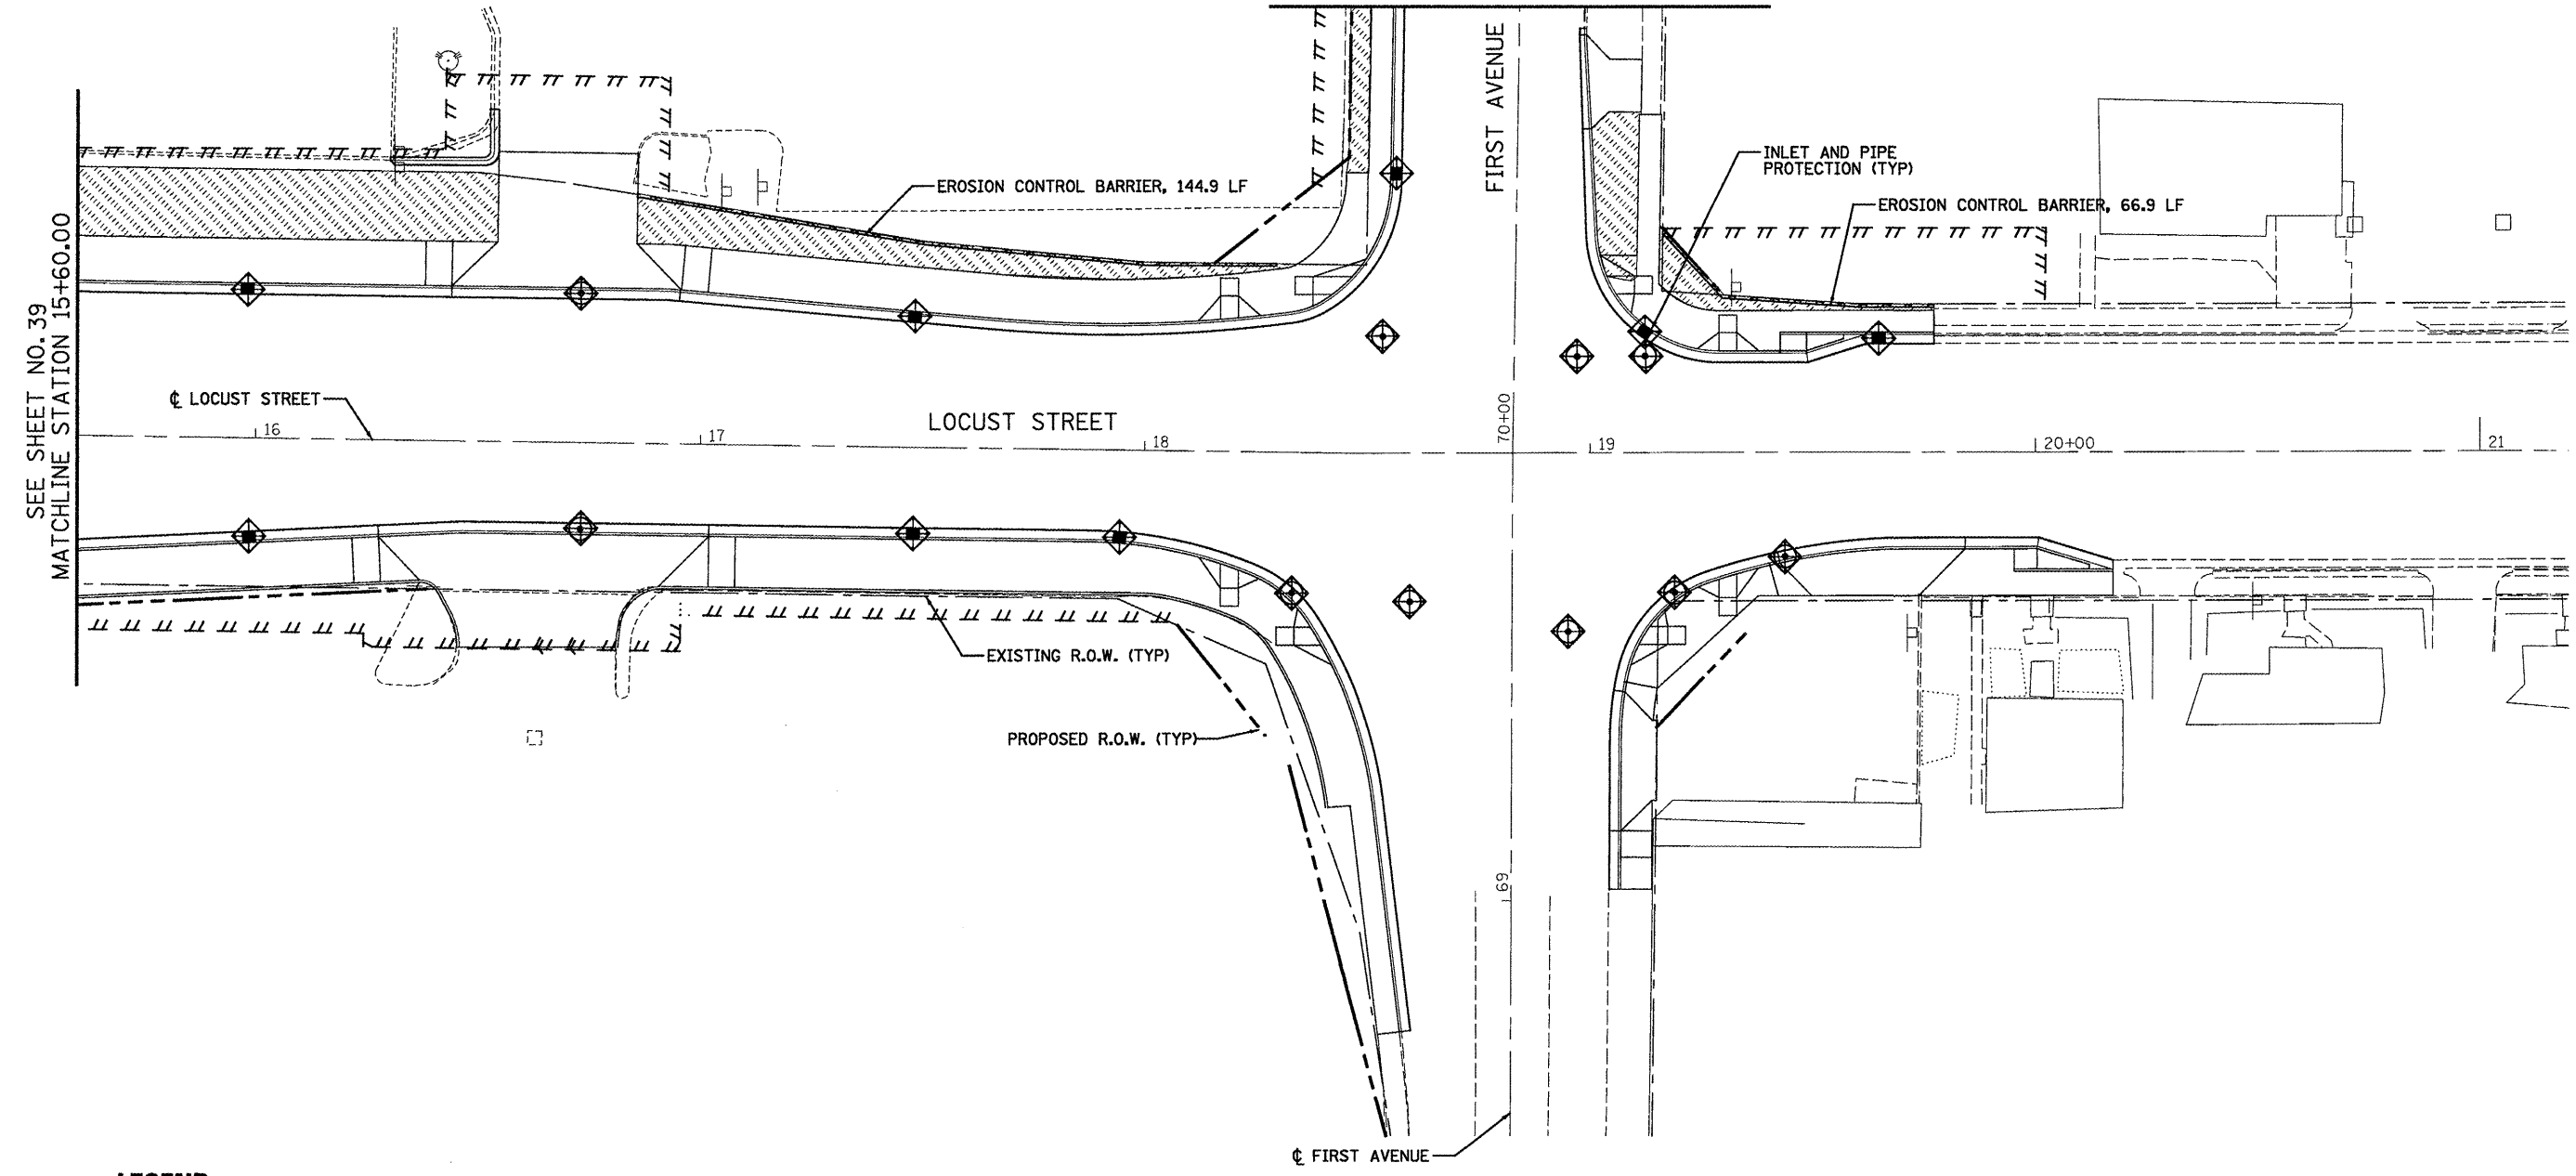 FIRST AVENUE
INLET AND PIPE
PROTECTION (TYP)
EROSION CONTROL BARRIER, 144.9 LF
EROSION CONTROL BARRIER, 66.9 LF
SEE SHEET NO. 39
MATCHLINE STATION 15+60.00
℄ LOCUST STREET
LOCUST STREET
16
17
18
70+00
19
20+00
21
EXISTING R.O.W. (TYP)
PROPOSED R.O.W. (TYP)
69
℄ FIRST AVENUE
LEGEND